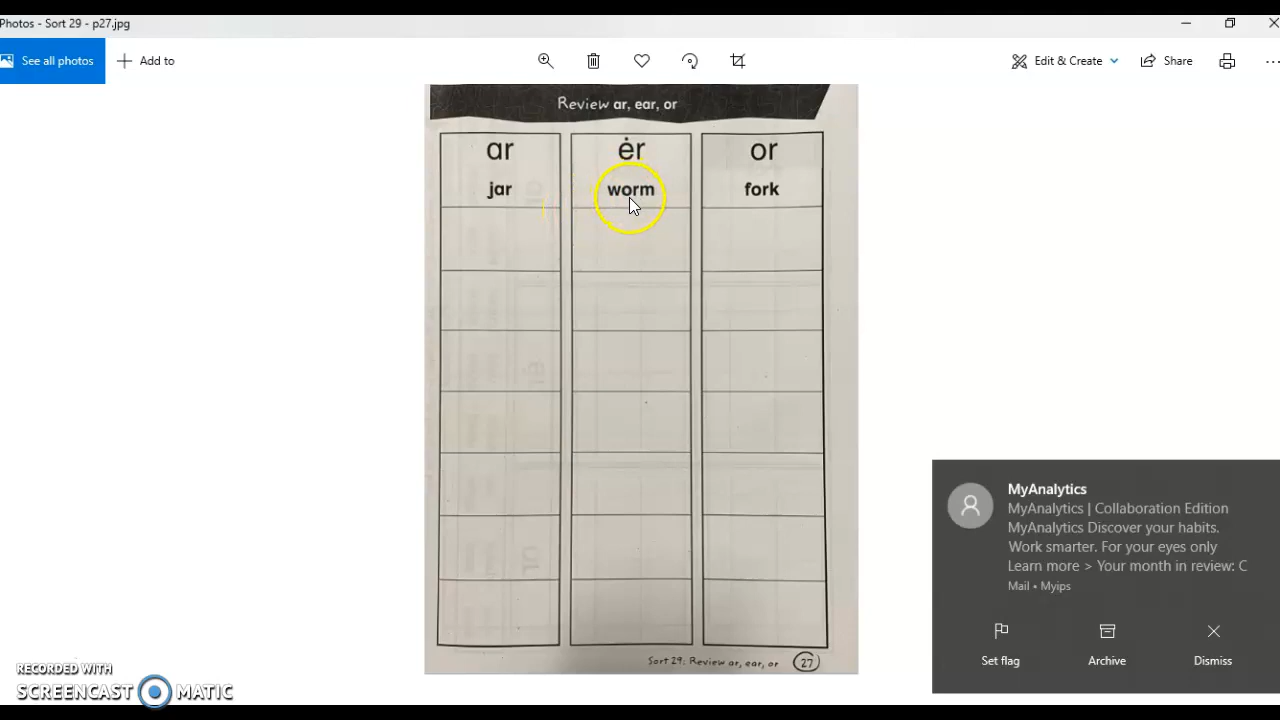 Photos - Sort 29 - p27.jpg
See all photos
Add to
Edit & Create
Share
Review ar, ear, or
ar
jar
ėr
worm
or
fork
Sort 29: Review ar, ear, or 27
MyAnalytics
MyAnalytics | Collaboration Edition
MyAnalytics Discover your habits.
Work smarter. For your eyes only
Learn more > Your month in review: C
Mail • Myips
Set flag
Archive
Dismiss
RECORDED WITH
SCREENCAST MATIC